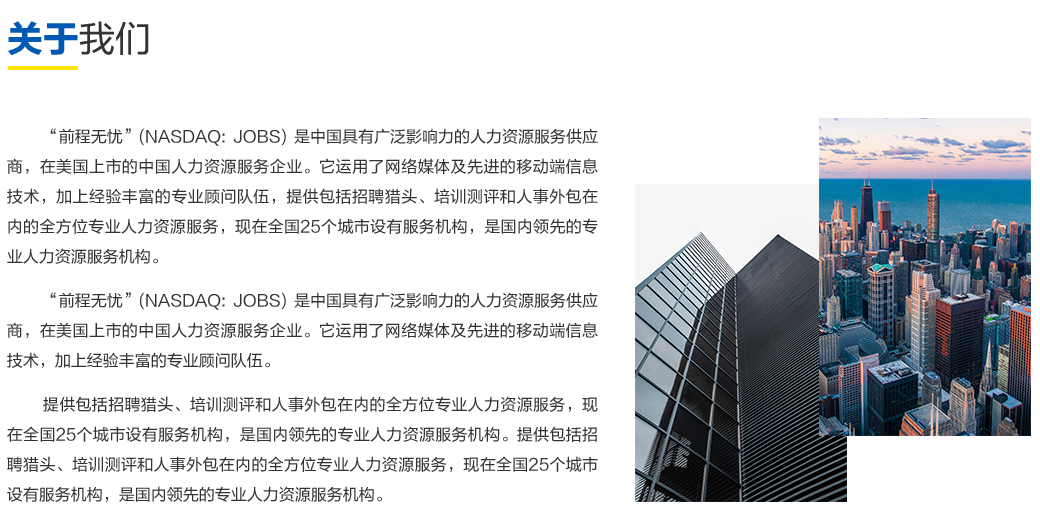 关于我们
“前程无忧”(NASDAQ: JOBS) 是中国具有广泛影响力的人力资源服务供应
商，在美国上市的中国人力资源服务企业。它运用了网络媒体及先进的移动端信息
技术，加上经验丰富的专业顾问队伍，提供包括招聘猎头、培训测评和人事外包在
内的全方位专业人力资源服务，现在全国25个城市设有服务机构，是国内领先的专
业人力资源服务机构。
“前程无忧”(NASDAQ: JOBS) 是中国具有广泛影响力的人力资源服务供应
商，在美国上市的中国人力资源服务企业。它运用了网络媒体及先进的移动端信息
技术，加上经验丰富的专业顾问队伍。
提供包括招聘猎头、培训测评和人事外包在内的全方位专业人力资源服务，现
在全国25个城市设有服务机构，是国内领先的专业人力资源服务机构。提供包括招
聘猎头、培训测评和人事外包在内的全方位专业人力资源服务，现在全国25个城市
设有服务机构，是国内领先的专业人力资源服务机构。